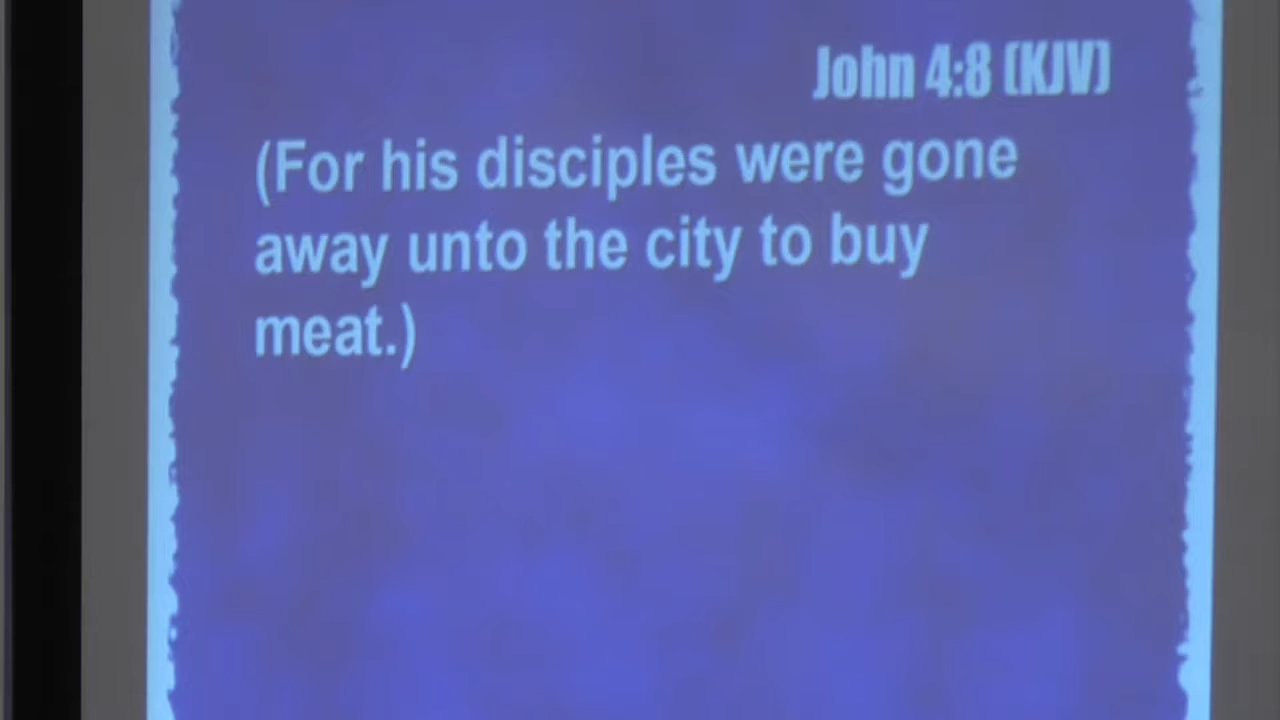 John 4:8 (KJV)
(For his disciples were gone
away unto the city to buy
meat.)